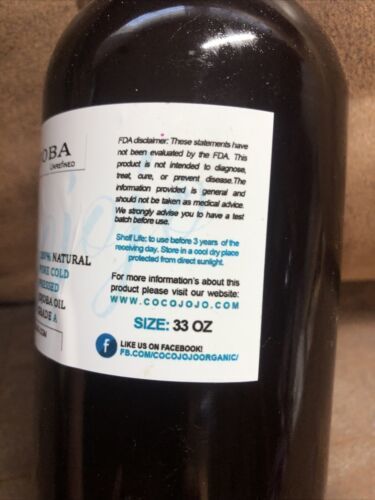 OBA
UNREFINED
100% NATURAL
PURE COLD
PRESSED
JOJOBA OIL
GRADE A
FDA disclaimer: These statements have
not been evaluated by the FDA. This
product is not intended to diagnose,
treat, cure, or prevent disease.The
information provided is general and
should not be taken as medical advice.
We strongly advise you to have a test
batch before use.
Shelf Life: to use before 3 years of the
receiving day. Store in a cool dry place
protected from direct sunlight.
For more information's about this
product please visit our website:
WWW.COCOJOJO.COM
SIZE: 33 OZ
f LIKE US ON FACEBOOK!
FB.COM/COCOJOJOORGANIC/